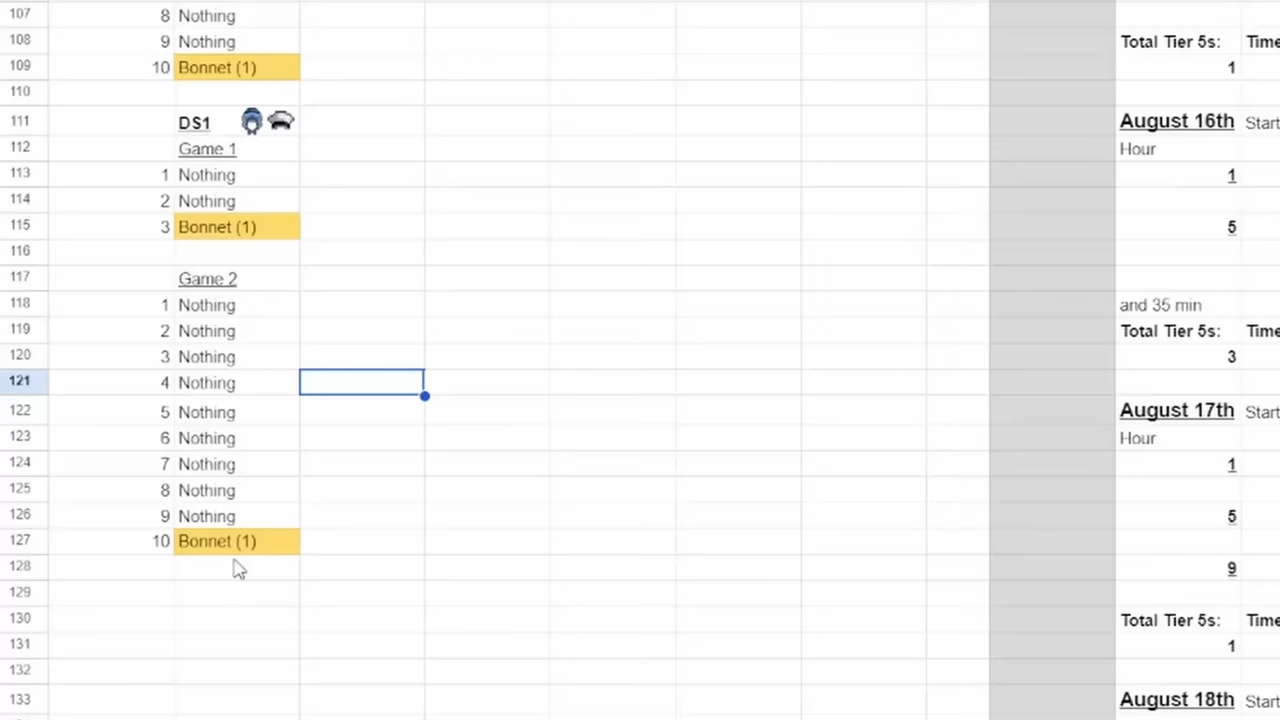 107 8 Nothing
108 9 Nothing Total Tier 5s: Time
109 10 Bonnet (1) 1
110
111 DS1 August 16th Start
112 Game 1 Hour
113 1 Nothing 1
114 2 Nothing
115 3 Bonnet (1) 5
116
117 Game 2
118 1 Nothing and 35 min
119 2 Nothing Total Tier 5s: Time
120 3 Nothing 3
121 4 Nothing
122 5 Nothing August 17th Start
123 6 Nothing Hour
124 7 Nothing 1
125 8 Nothing
126 9 Nothing 5
127 10 Bonnet (1)
128 9
129
130 Total Tier 5s: Time
131 1
132
133 August 18th Start